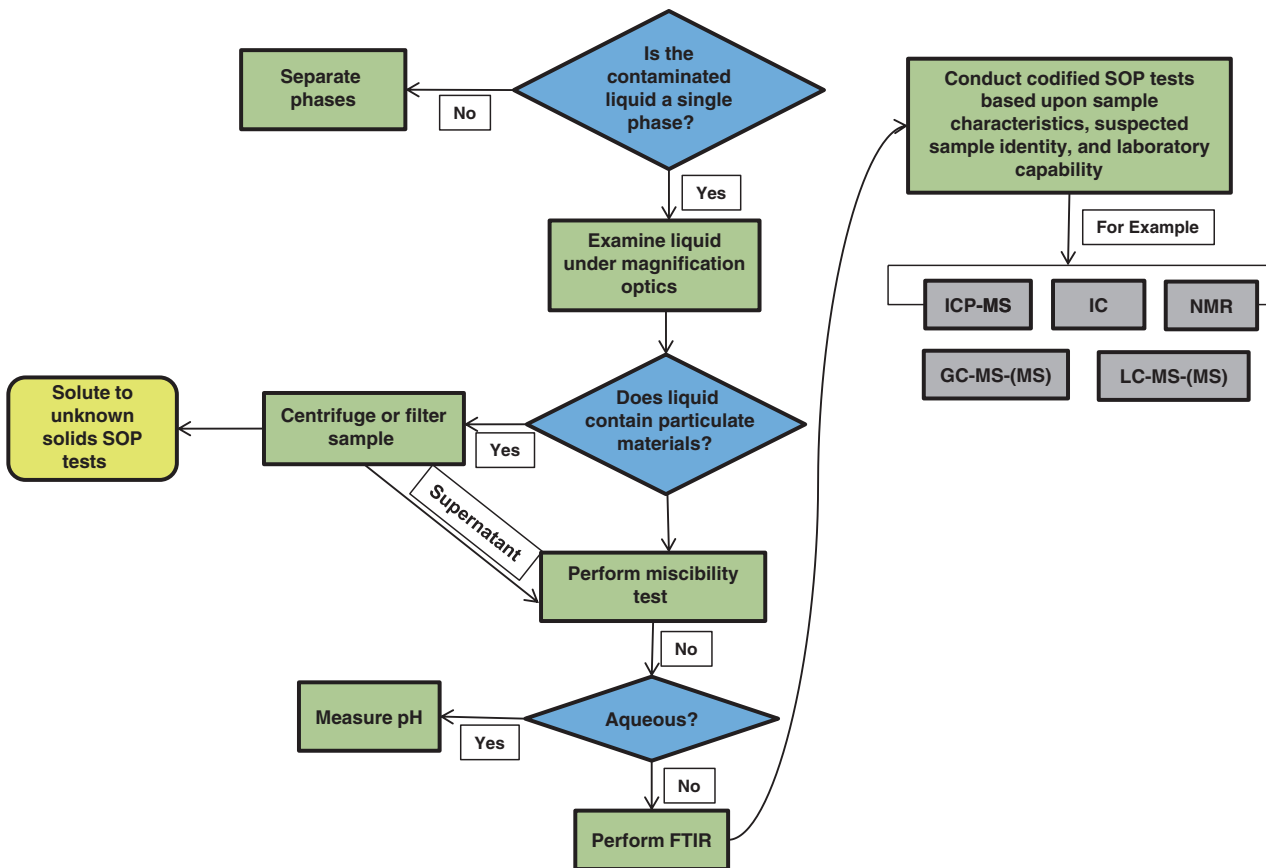 Is the
contaminated
liquid a single
phase?
Separate
phases
No
Yes
Examine liquid
under magnification
optics
Does liquid
contain particulate
materials?
Yes
Centrifuge or filter
sample
Solute to
unknown
solids SOP
tests
Supernatant
Perform miscibility
test
No
Aqueous?
Yes
Measure pH
No
Perform FTIR
Conduct codified SOP tests
based upon sample
characteristics, suspected
sample identity, and laboratory
capability
For Example
ICP-MS
IC
NMR
GC-MS-(MS)
LC-MS-(MS)